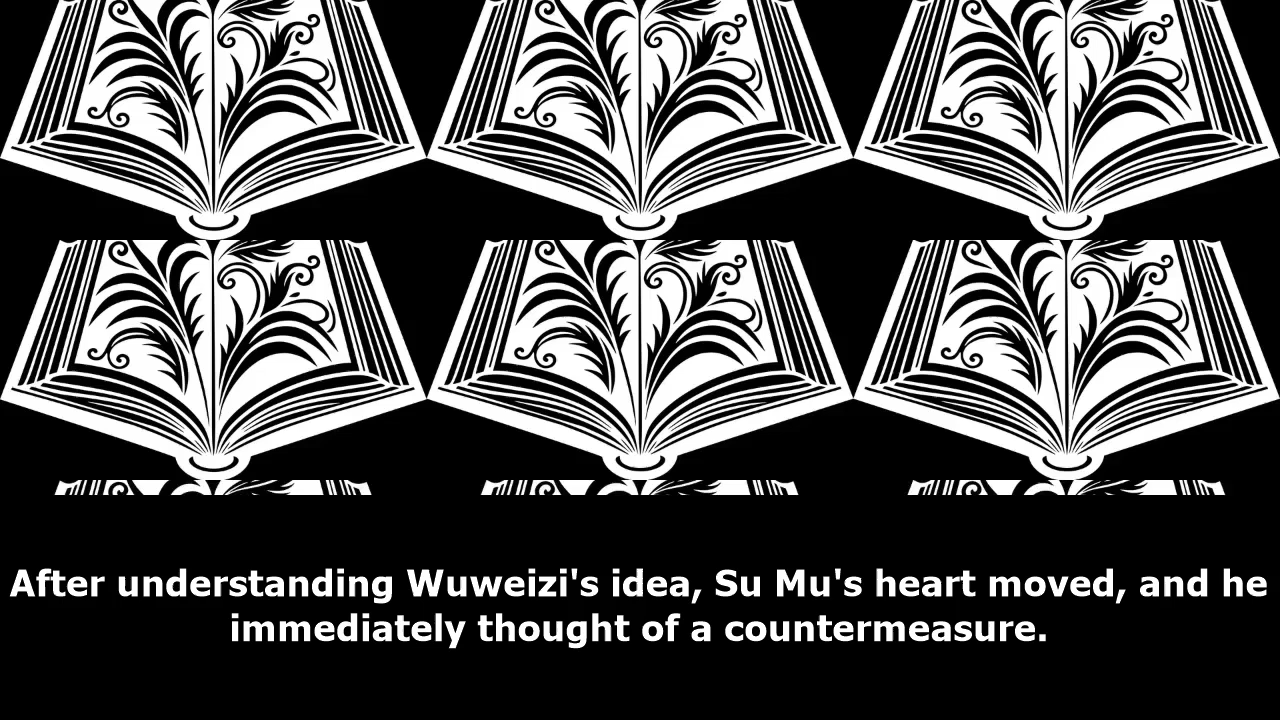 After understanding Wuweizi's idea, Su Mu's heart moved, and he
immediately thought of a countermeasure.